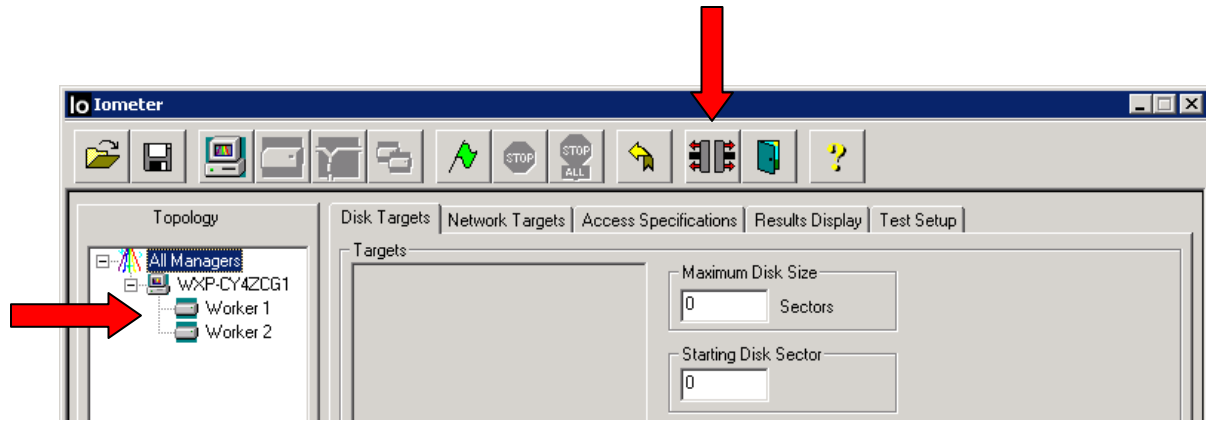 Io Iometer
STOP STOP ALL ?
Topology
Disk Targets Network Targets Access Specifications Results Display Test Setup
All Managers
WXP-CY4ZCG1
Worker 1
Worker 2
Targets
Maximum Disk Size
0 Sectors
Starting Disk Sector
0